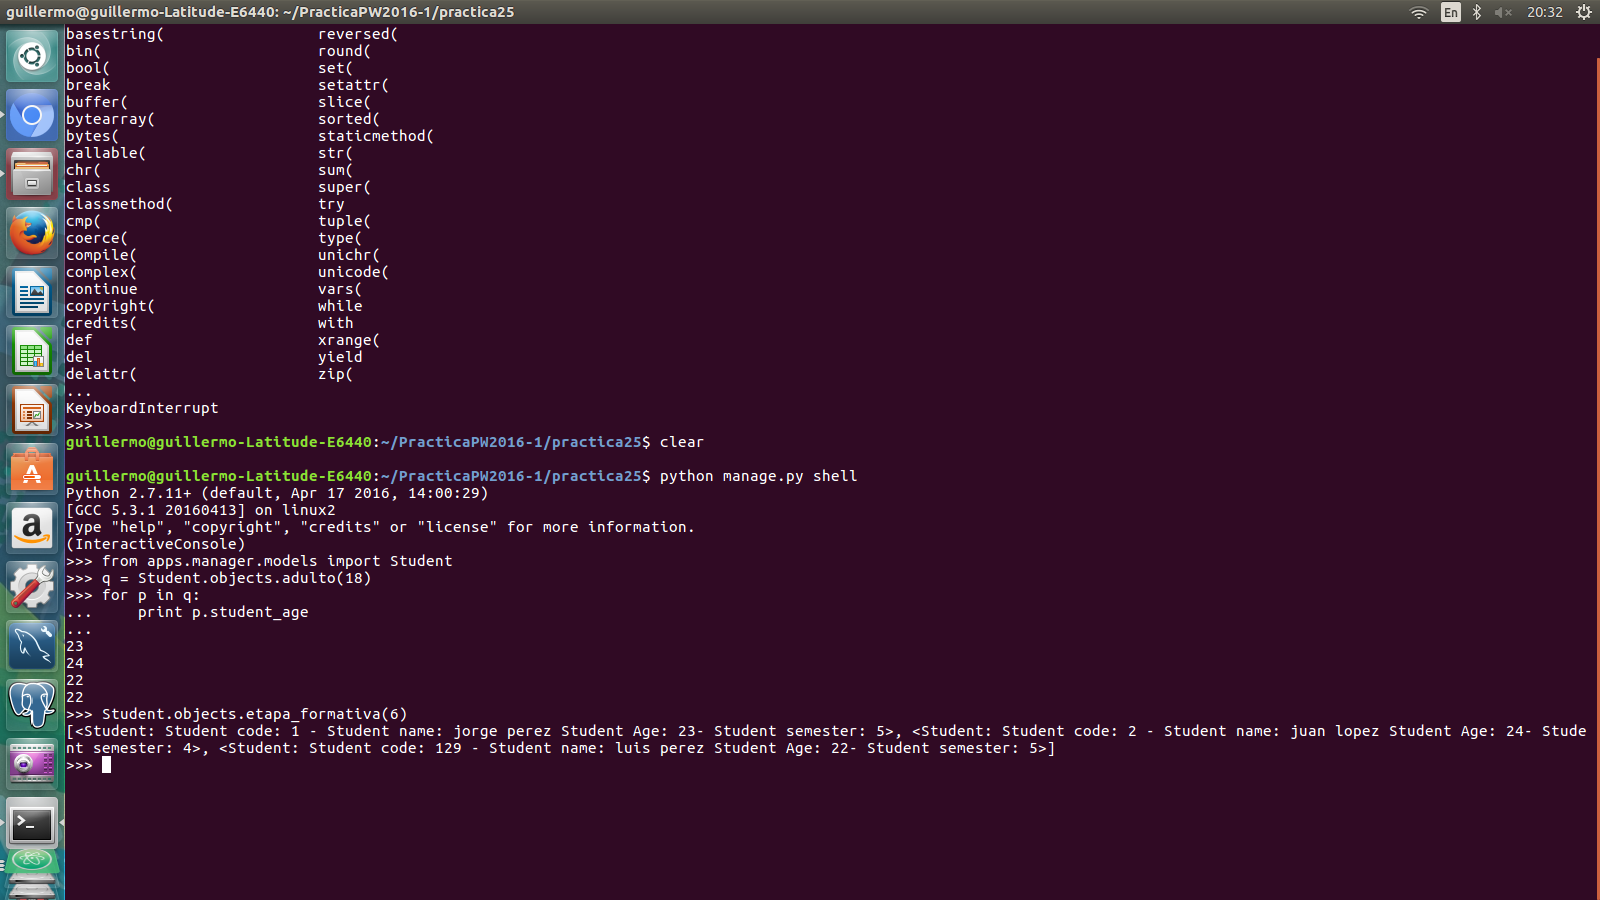 guillermo@guillermo-Latitude-E6440: ~/PracticaPW2016-1/practica25 En 20:32
basestring( reversed(
bin( round(
bool( set(
break setattr(
buffer( slice(
bytearray( sorted(
bytes( staticmethod(
callable( str(
chr( sum(
class super(
classmethod( try
cmp( tuple(
coerce( type(
compile( unichr(
complex( unicode(
continue vars(
copyright( while
credits( with
def xrange(
del yield
delattr( zip(
...
KeyboardInterrupt
>>>
guillermo@guillermo-Latitude-E6440:~/PracticaPW2016-1/practica25$ clear
guillermo@guillermo-Latitude-E6440:~/PracticaPW2016-1/practica25$ python manage.py shell
Python 2.7.11+ (default, Apr 17 2016, 14:00:29)
[GCC 5.3.1 20160413] on linux2
Type "help", "copyright", "credits" or "license" for more information.
(InteractiveConsole)
>>> from apps.manager.models import Student
>>> q = Student.objects.adulto(18)
>>> for p in q:
...     print p.student_age
...
23
24
22
22
>>> Student.objects.etapa_formativa(6)
[<Student: Student code: 1 - Student name: jorge perez Student Age: 23- Student semester: 5>, <Student: Student code: 2 - Student name: juan lopez Student Age: 24- Stude
nt semester: 4>, <Student: Student code: 129 - Student name: luis perez Student Age: 22- Student semester: 5>]
>>>